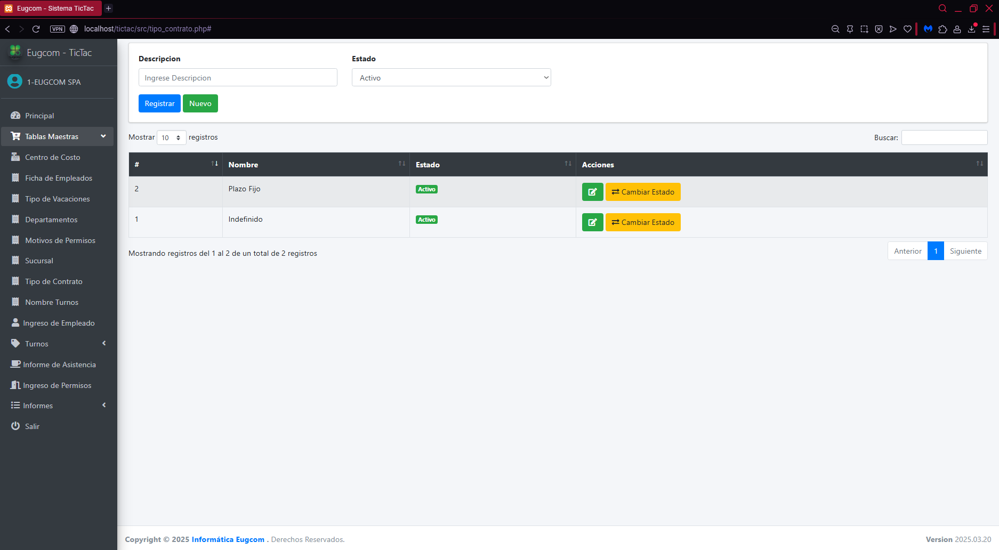 Eugcom - Sistema TicTac
VPN localhost/tictac/src/tipo_contrato.php#
Eugcom - TicTac
1-EUGCOM SPA
Principal
Tablas Maestras
Centro de Costo
Ficha de Empleados
Tipo de Vacaciones
Departamentos
Motivos de Permisos
Sucursal
Tipo de Contrato
Nombre Turnos
Ingreso de Empleado
Turnos
Informe de Asistencia
Ingreso de Permisos
Informes
Salir
Descripcion Estado
Ingrese Descripcion Activo
Registrar Nuevo
Mostrar 10 registros Buscar:
# Nombre Estado Acciones
2 Plazo Fijo Activo Cambiar Estado
1 Indefinido Activo Cambiar Estado
Mostrando registros del 1 al 2 de un total de 2 registros Anterior 1 Siguiente
Copyright © 2025 Informática Eugcom . Derechos Reservados. Version 2025.03.20